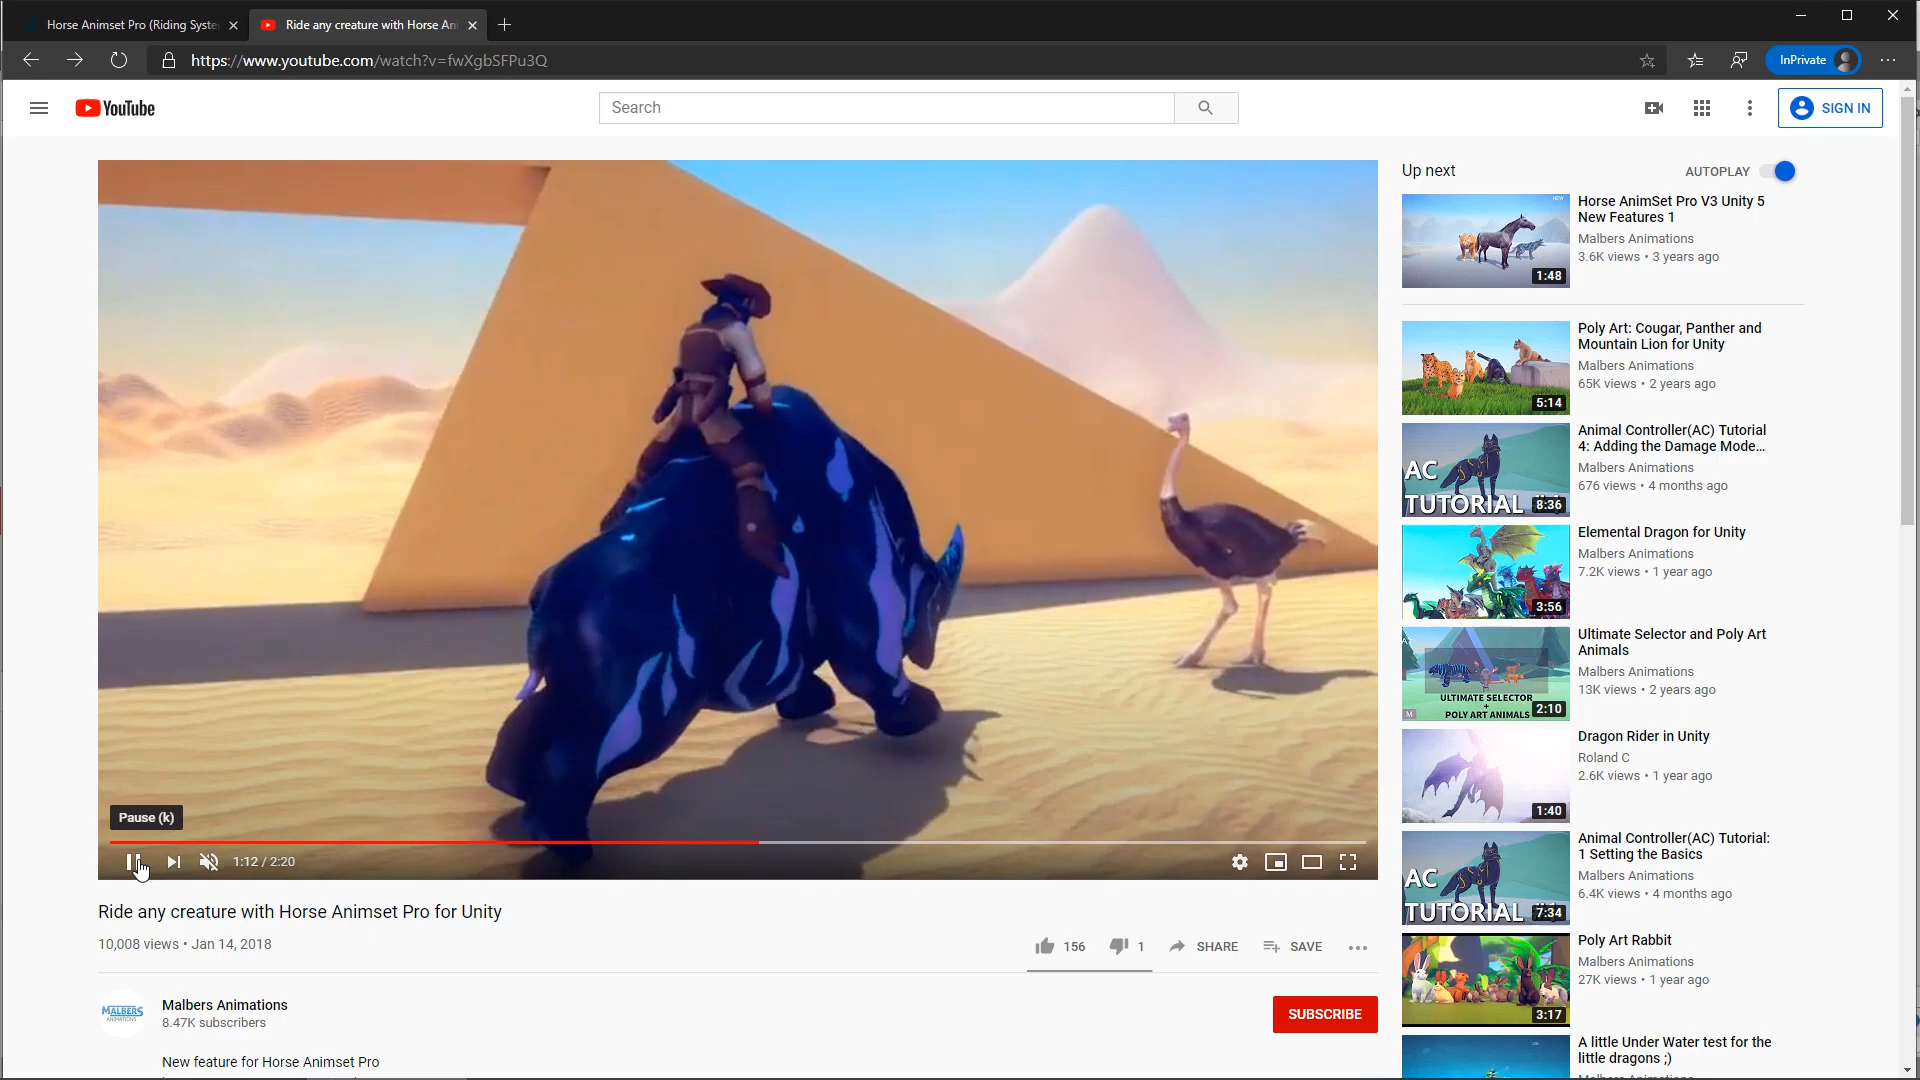 Horse Animset Pro (Riding Syste
Ride any creature with Horse An
https://www.youtube.com/watch?v=fwXgbSFPu3Q
InPrivate
YouTube
Search
SIGN IN
Pause (k)
1:12 / 2:20
Ride any creature with Horse Animset Pro for Unity
10,008 views • Jan 14, 2018
156
1
SHARE
SAVE
MALBERS
ANIMATIONS
Malbers Animations
8.47K subscribers
SUBSCRIBE
New feature for Horse Animset Pro
Up next
AUTOPLAY
NEW
1:48
Horse AnimSet Pro V3 Unity 5
New Features 1
Malbers Animations
3.6K views • 3 years ago
5:14
Poly Art: Cougar, Panther and
Mountain Lion for Unity
Malbers Animations
65K views • 2 years ago
AC
TUTORIAL
8:36
Animal Controller(AC) Tutorial
4: Adding the Damage Mode...
Malbers Animations
676 views • 4 months ago
3:56
Elemental Dragon for Unity
Malbers Animations
7.2K views • 1 year ago
ULTIMATE SELECTOR
+
POLY ART ANIMALS
M
2:10
Ultimate Selector and Poly Art
Animals
Malbers Animations
13K views • 2 years ago
1:40
Dragon Rider in Unity
Roland C
2.6K views • 1 year ago
AC
TUTORIAL
7:34
Animal Controller(AC) Tutorial:
1 Setting the Basics
Malbers Animations
6.4K views • 4 months ago
3:17
Poly Art Rabbit
Malbers Animations
27K views • 1 year ago
A little Under Water test for the
little dragons ;)